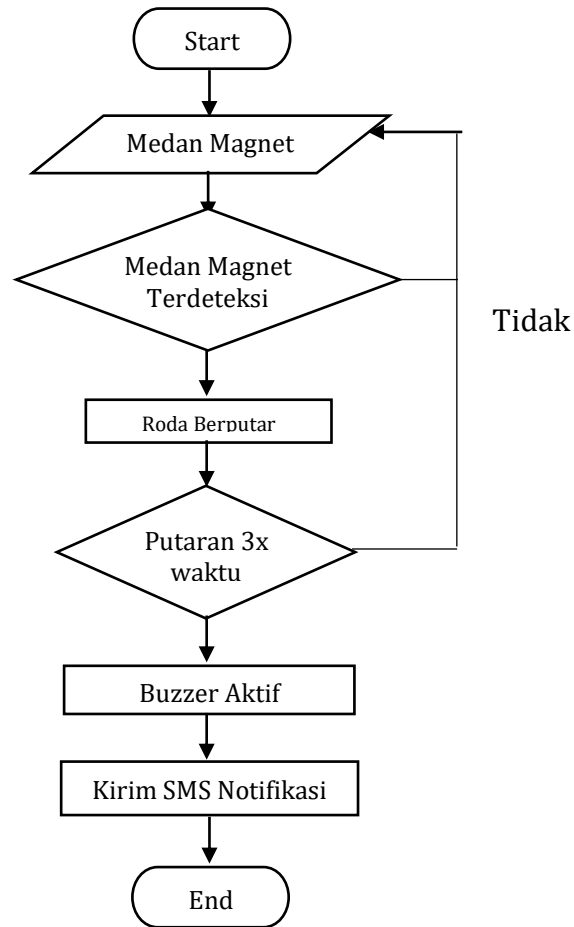 Start
Medan Magnet
Medan Magnet
Terdeteksi
Tidak
Roda Berputar
Putaran 3x
waktu
Buzzer Aktif
Kirim SMS Notifikasi
End